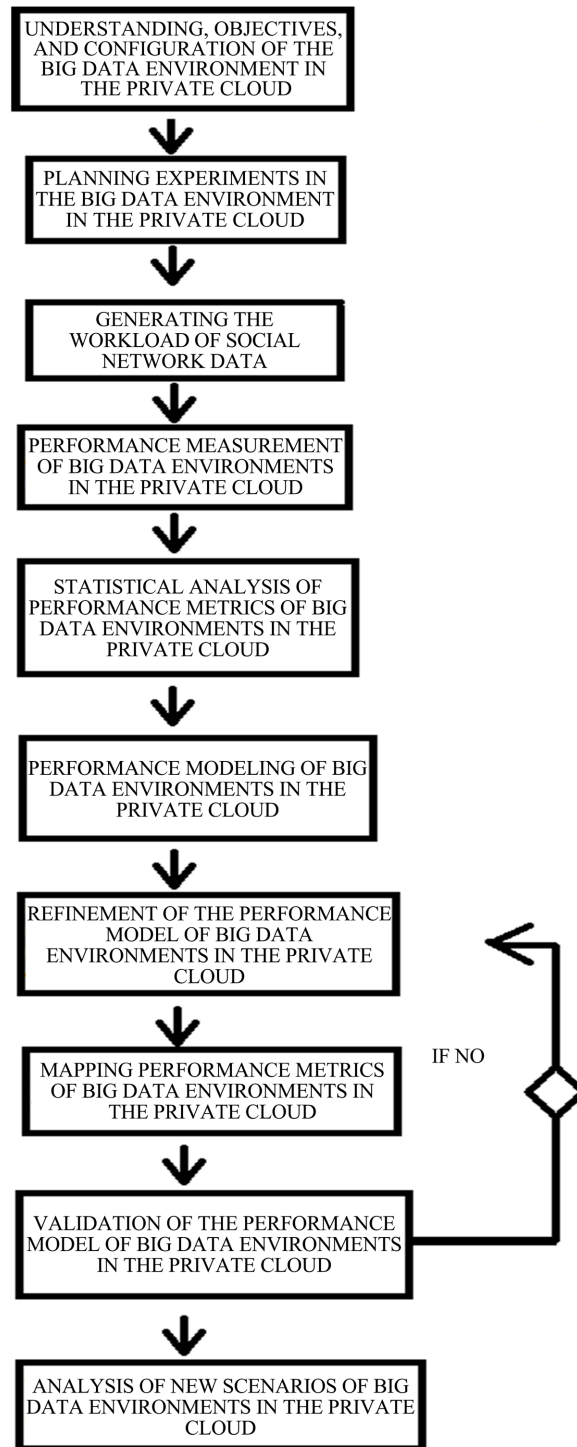 UNDERSTANDING, OBJECTIVES,
AND CONFIGURATION OF THE
BIG DATA ENVIRONMENT IN
THE PRIVATE CLOUD
PLANNING EXPERIMENTS IN
THE BIG DATA ENVIRONMENT
IN THE PRIVATE CLOUD
GENERATING THE
WORKLOAD OF SOCIAL
NETWORK DATA
PERFORMANCE MEASUREMENT
OF BIG DATA ENVIRONMENTS
IN THE PRIVATE CLOUD
STATISTICAL ANALYSIS OF
PERFORMANCE METRICS OF BIG
DATA ENVIRONMENTS IN THE
PRIVATE CLOUD
PERFORMANCE MODELING OF BIG
DATA ENVIRONMENTS IN THE
PRIVATE CLOUD
REFINEMENT OF THE PERFORMANCE
MODEL OF BIG DATA
ENVIRONMENTS IN THE PRIVATE
CLOUD
IF NO
MAPPING PERFORMANCE METRICS
OF BIG DATA ENVIRONMENTS IN
THE PRIVATE CLOUD
VALIDATION OF THE PERFORMANCE
MODEL OF BIG DATA ENVIRONMENTS
IN THE PRIVATE CLOUD
ANALYSIS OF NEW SCENARIOS OF BIG
DATA ENVIRONMENTS IN THE PRIVATE
CLOUD